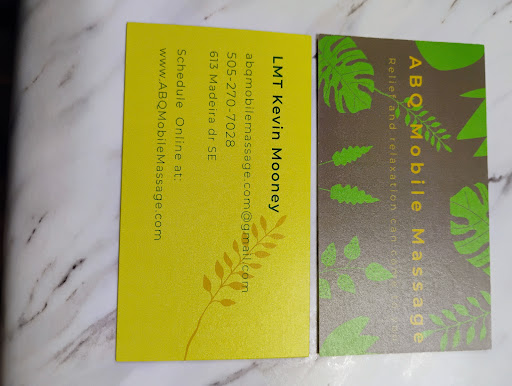 ABQ Mobile Massage
Relief and relaxation can
LMT Kevin Mooney
abqmobilemassage.com@gmail.com
505-270-7028
613 Madeira dr SE
Schedule Online at:
www.ABQMobileMassage.com